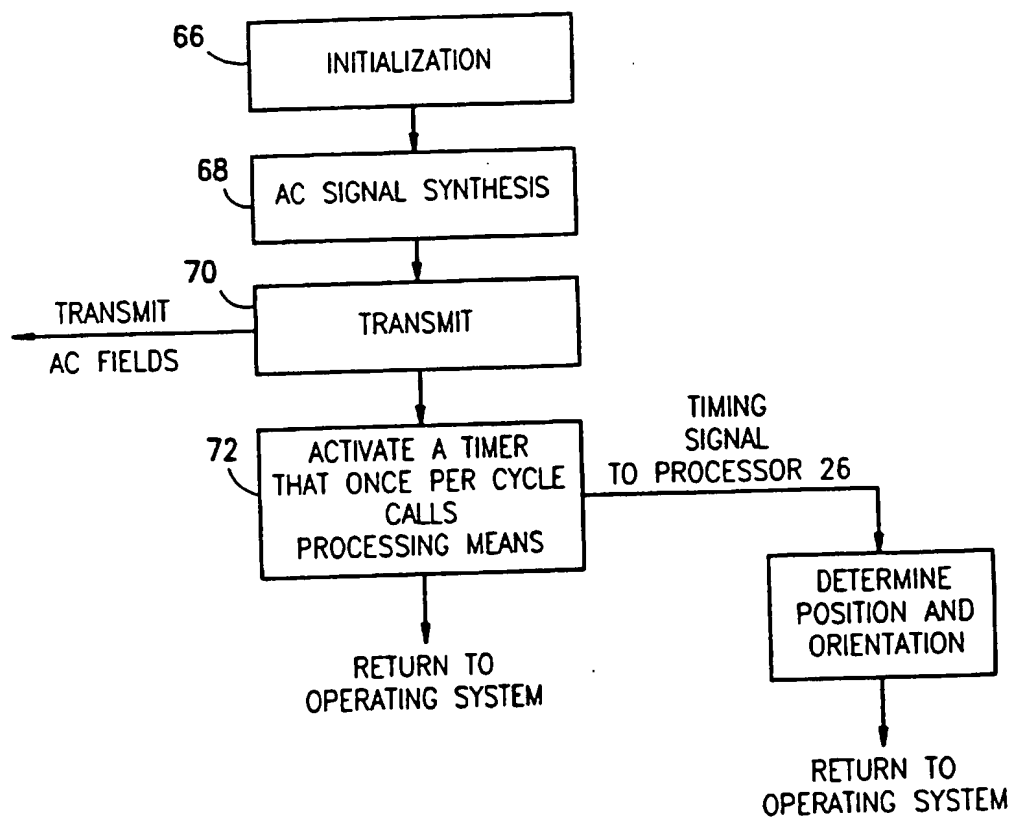 66
INITIALIZATION
68
AC SIGNAL SYNTHESIS
70
TRANSMIT
TRANSMIT
AC FIELDS
72
ACTIVATE A TIMER
THAT ONCE PER CYCLE
CALLS
PROCESSING MEANS
TIMING
SIGNAL
TO PROCESSOR 26
DETERMINE
POSITION AND
ORIENTATION
RETURN TO
OPERATING SYSTEM
RETURN TO
OPERATING SYSTEM